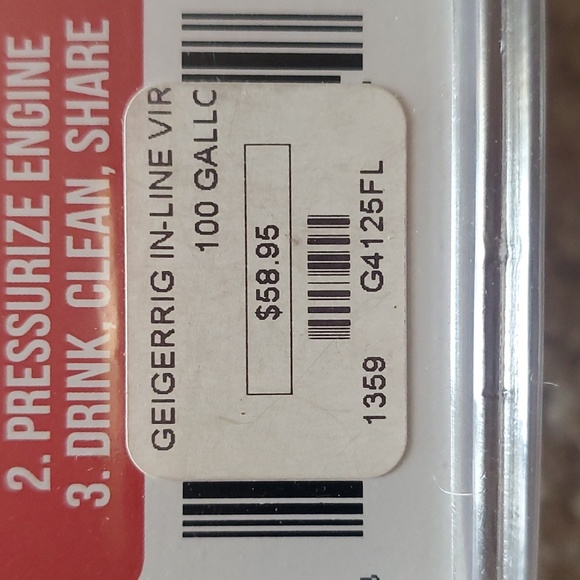 2. PRESSURIZE ENGINE
3. DRINK, CLEAN, SHARE
GEIGERRIG IN-LINE VIR
100 GALLC
$58.95
1359 G4125FL